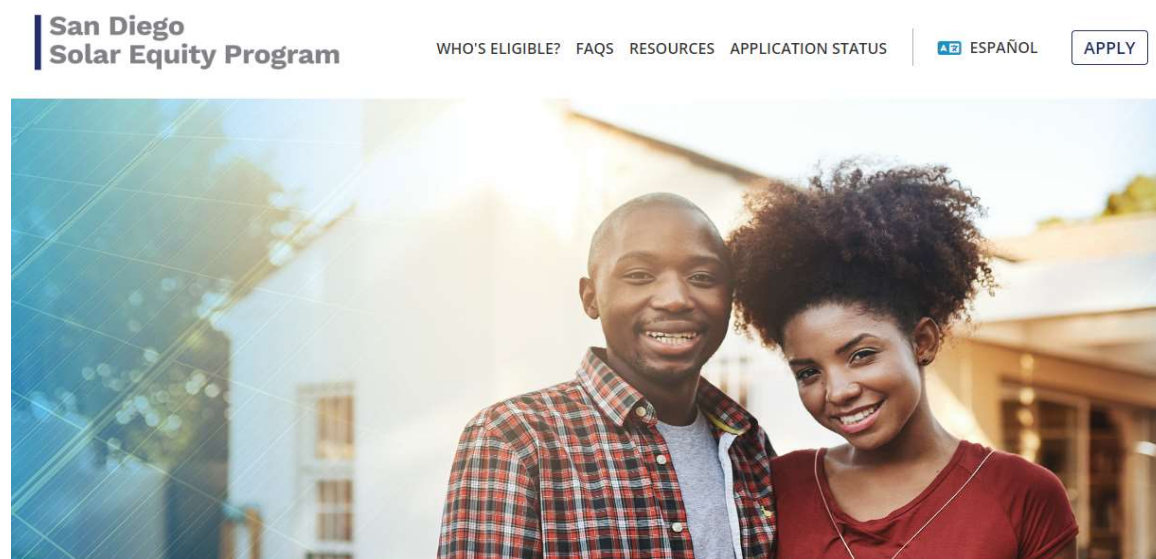 San Diego
Solar Equity Program
WHO'S ELIGIBLE? FAQS RESOURCES APPLICATION STATUS ESPAÑOL APPLY